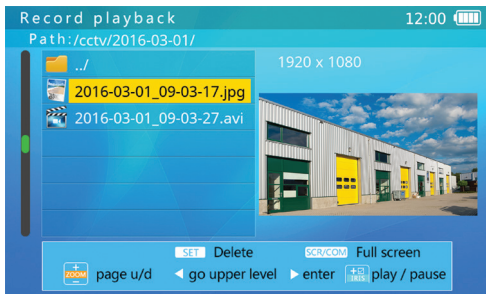 Record playback 12:00
Path:/cctv/2016-03-01/
../
1920 x 1080
2016-03-01_09-03-17.jpg
2016-03-01_09-03-27.avi
SET Delete SCR/COM Full screen
+ ZOOM − page u/d ◀ go upper level ▶ enter +☑ IRIS play / pause